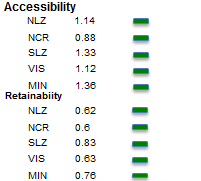 Accessibility
NLZ 1.14
NCR 0.88
SLZ 1.33
VIS 1.12
MIN 1.36
Retainabiity
NLZ 0.62
NCR 0.6
SLZ 0.83
VIS 0.63
MIN 0.76